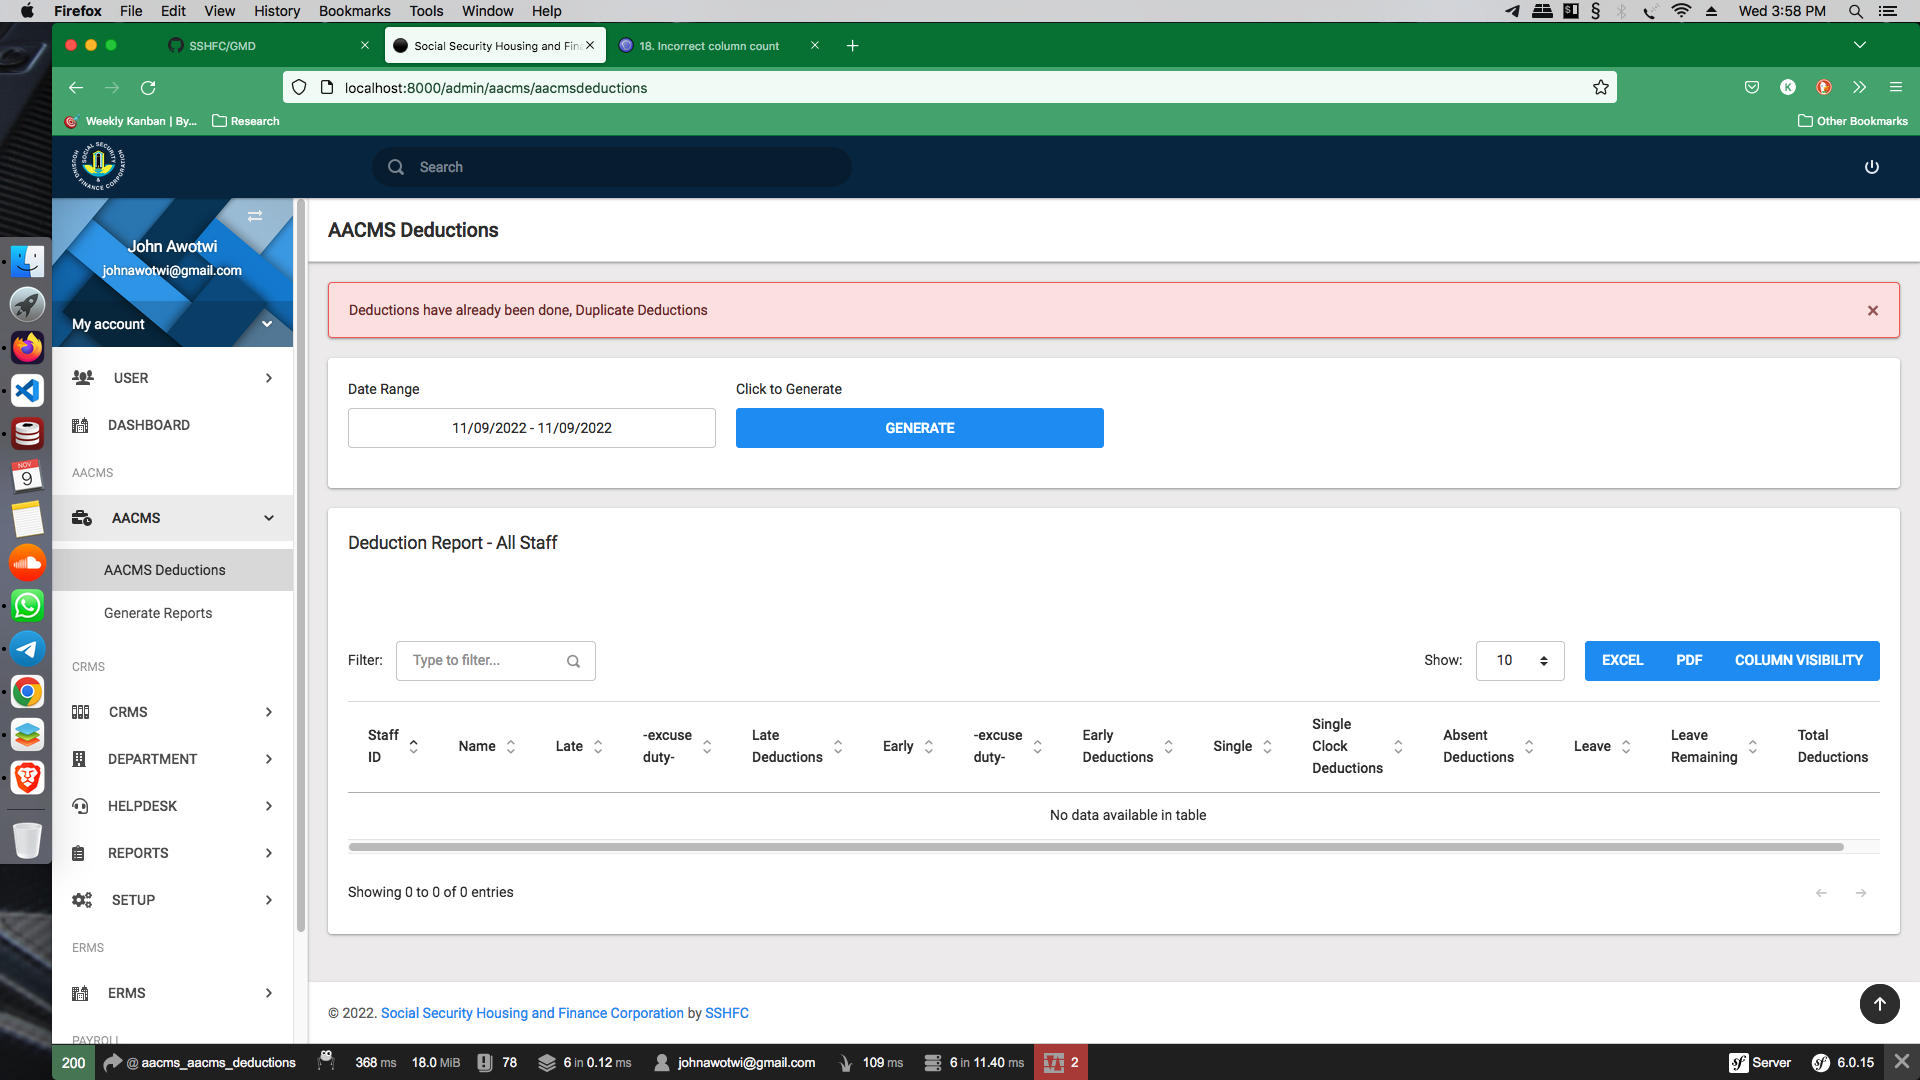 Firefox File Edit View History Bookmarks Tools Window Help Wed 3:58 PM
SSHFC/GMD Social Security Housing and Fin 18. Incorrect column count
localhost:8000/admin/aacms/aacmsdeductions
K
Weekly Kanban | By... Research Other Bookmarks
SOCIAL SECURITY HOUSING FINANCE CORPORATION
Search
John Awotwi
johnawotwi@gmail.com
My account
USER
DASHBOARD
AACMS
AACMS
AACMS Deductions
Generate Reports
CRMS
CRMS
DEPARTMENT
HELPDESK
REPORTS
SETUP
ERMS
ERMS
PAYROLL
NOV
9
AACMS Deductions
Deductions have already been done, Duplicate Deductions
Date Range Click to Generate
11/09/2022 - 11/09/2022 GENERATE
Deduction Report - All Staff
Filter: Type to filter... Show: 10 EXCEL PDF COLUMN VISIBILITY
Staff ID Name Late -excuse duty- Late Deductions Early -excuse duty- Early Deductions Single Single Clock Deductions Absent Deductions Leave Leave Remaining Total Deductions
No data available in table
Showing 0 to 0 of 0 entries
© 2022. Social Security Housing and Finance Corporation by SSHFC
200 @ aacms_aacms_deductions 368 ms 18.0 MiB 78 6 in 0.12 ms johnawotwi@gmail.com 109 ms 6 in 11.40 ms 2 Server 6.0.15